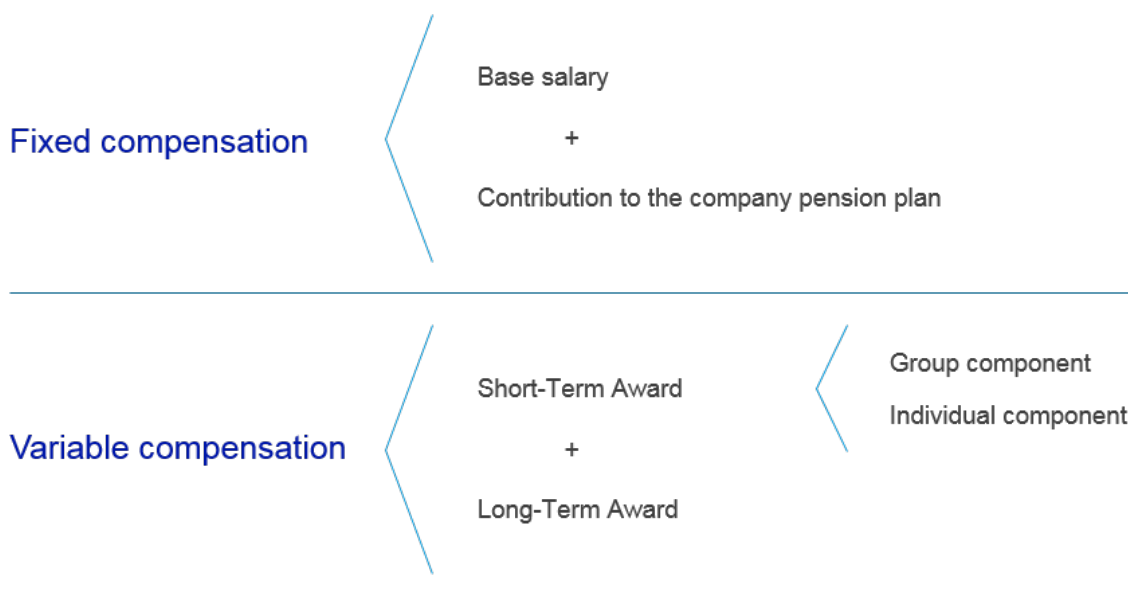 Fixed compensation
Base salary
+
Contribution to the company pension plan
Variable compensation
Short-Term Award
+
Long-Term Award
Group component
Individual component